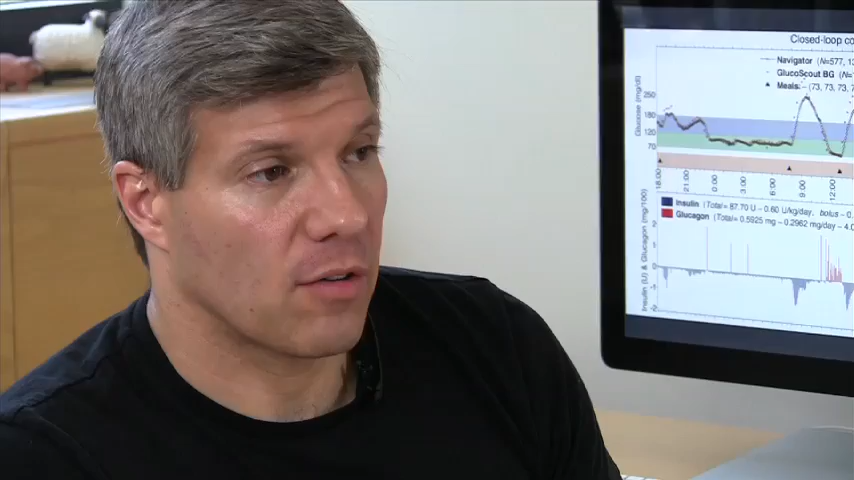 Closed-loop co
Navigator (N=577, 13
GlucoScout BG (N=
Meals: (73, 73, 73, 7
Glucose (mg/dl)
250
180
120
70
18:00 21:00 0:00 3:00 6:00 9:00 12:00
Insulin (Total= 87.70 U – 0.60 U/kg/day, bolus – 0.
Glucagon (Total= 0.5925 mg – 0.2962 mg/day – 4.0
Insulin (U) & Glucagon (mg/100)